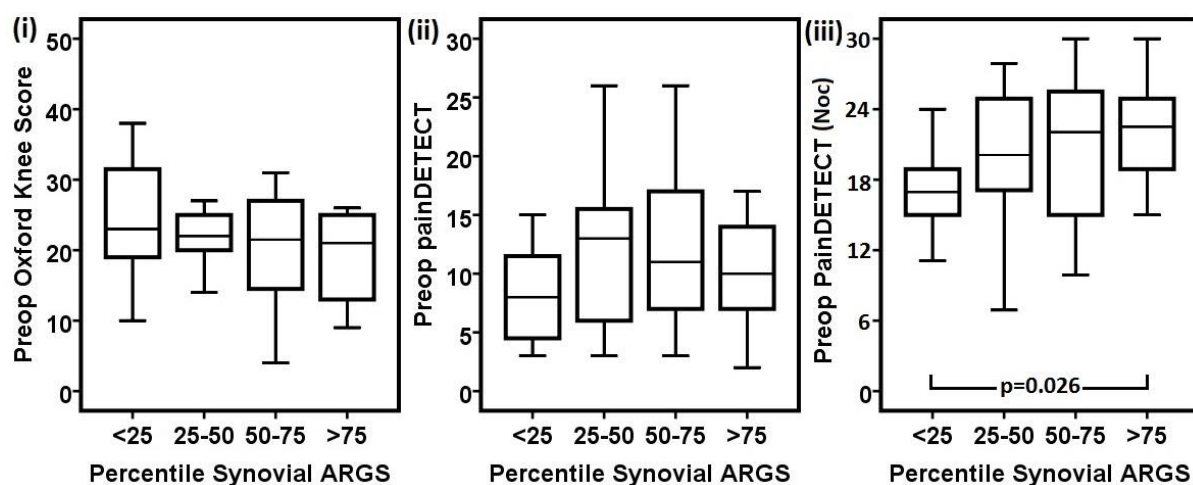 (i)
Preop Oxford Knee Score
50
40
30
20
10
0
<25 25-50 50-75 >75
Percentile Synovial ARGS
(ii)
Preop painDETECT
30
25
20
15
10
5
0
<25 25-50 50-75 >75
Percentile Synovial ARGS
(iii)
Preop PainDETECT (Noc)
30
24
18
12
6
0
p=0.026
<25 25-50 50-75 >75
Percentile Synovial ARGS